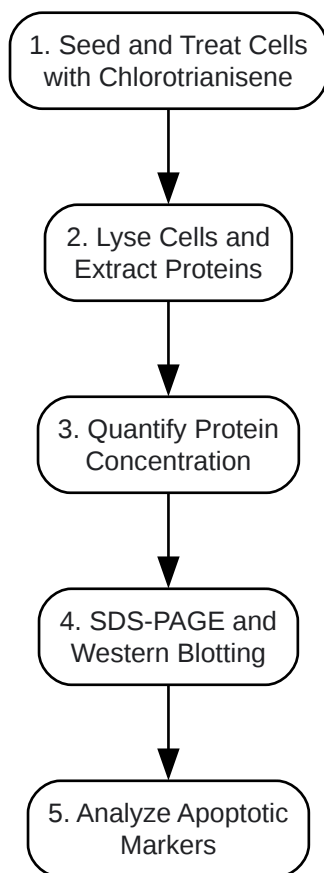 1. Seed and Treat Cells
with Chlorotrianisene
2. Lyse Cells and
Extract Proteins
3. Quantify Protein
Concentration
4. SDS-PAGE and
Western Blotting
5. Analyze Apoptotic
Markers